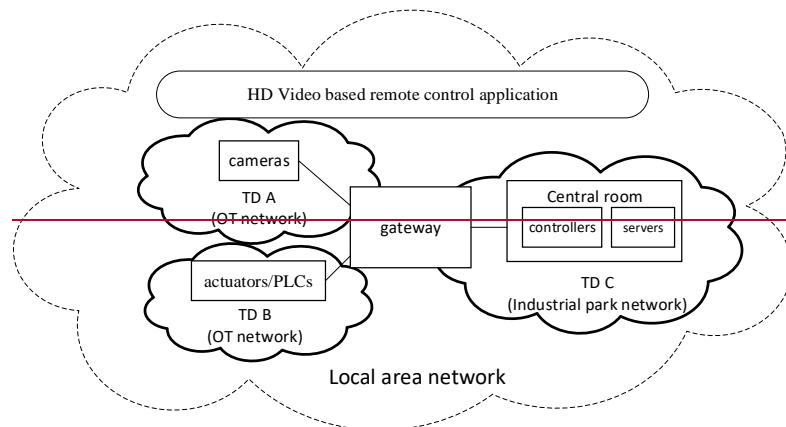 HD Video based remote control application
cameras
TD A
(OT network)
gateway
Central room
controllers
servers
TD C
(Industrial park network)
actuators/PLCs
TD B
(OT network)
Local area network